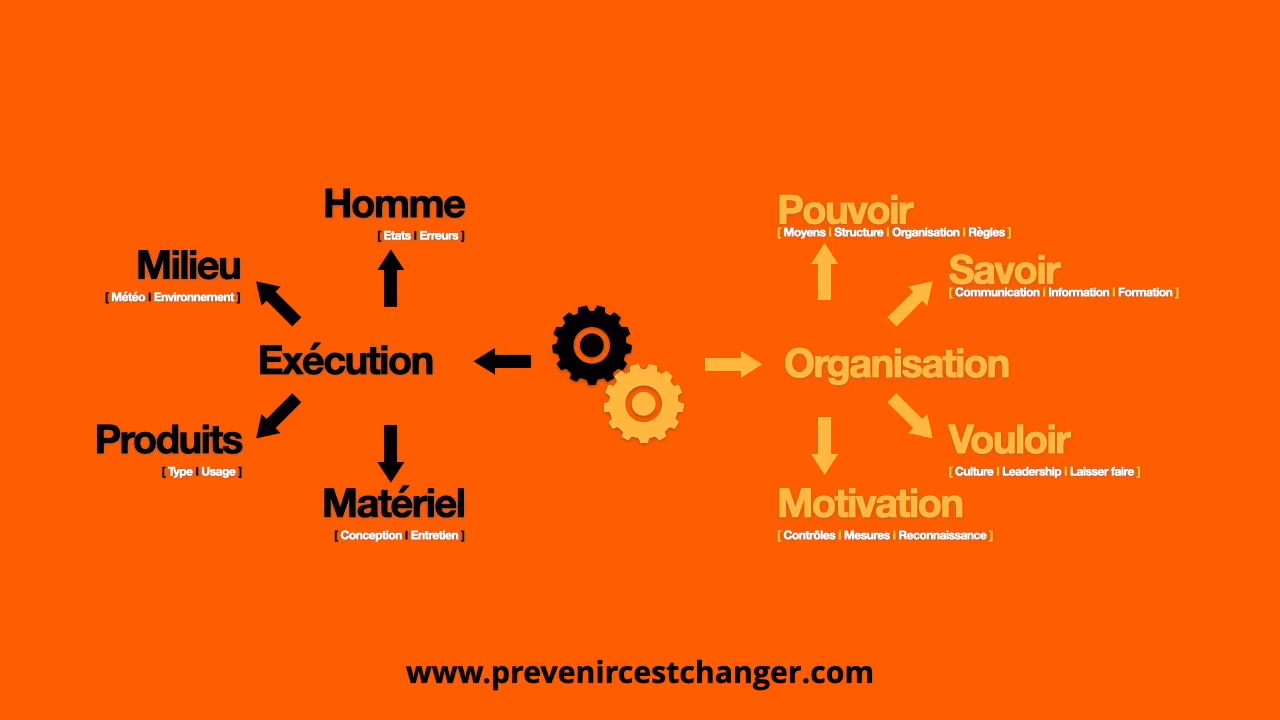 Homme
[ Etats | Erreurs ]
Milieu
[ Météo | Environnement ]
Exécution
Produits
[ Type | Usage ]
Matériel
[ Conception | Entretien ]
Pouvoir
[ Moyens | Structure | Organisation | Règles ]
Savoir
[ Communication | Information | Formation ]
Organisation
Vouloir
[ Culture | Leadership | Laisser faire ]
Motivation
[ Contrôles | Mesures | Reconnaissance ]
www.prevenircestchanger.com